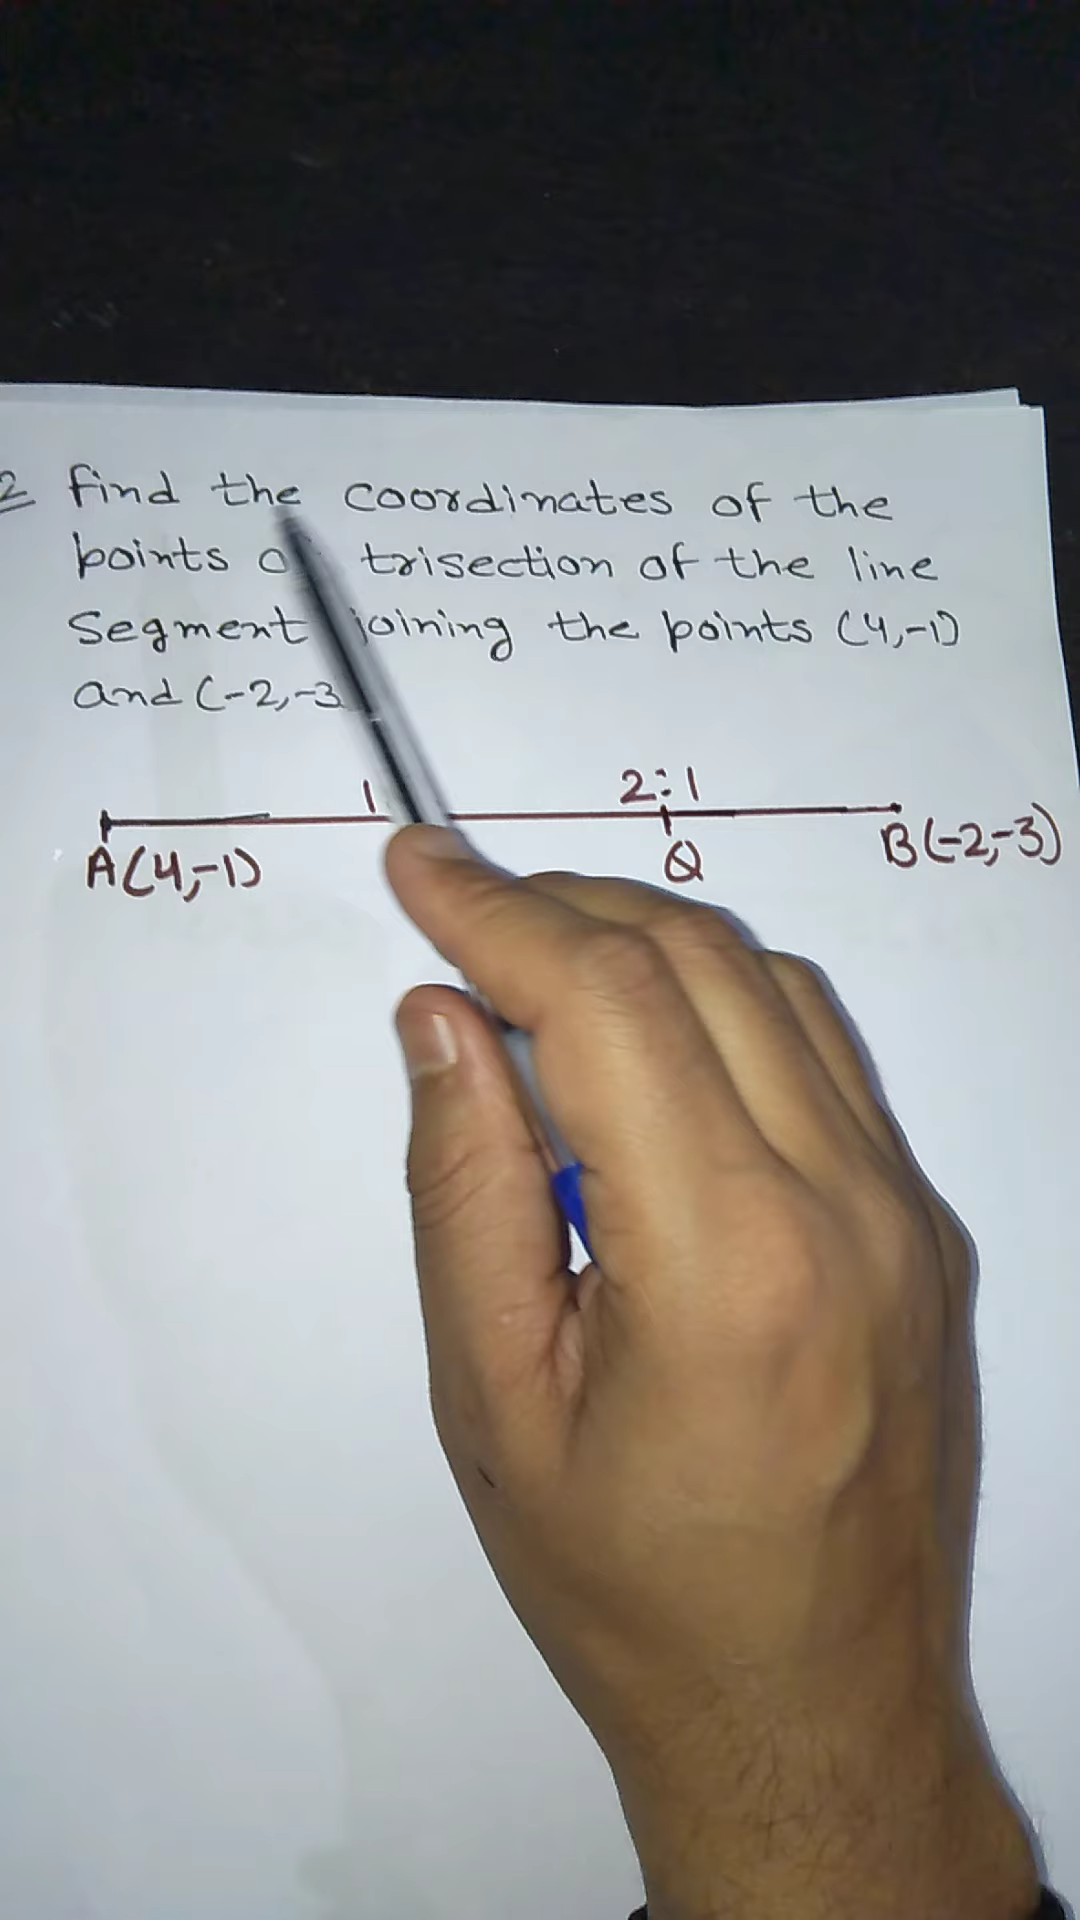 2 find the coordinates of the
points trisection of the line
Segment joining the points (4,-1)
and (-2,-3
1 2:1
A(4,-1) Q B(-2,-3)